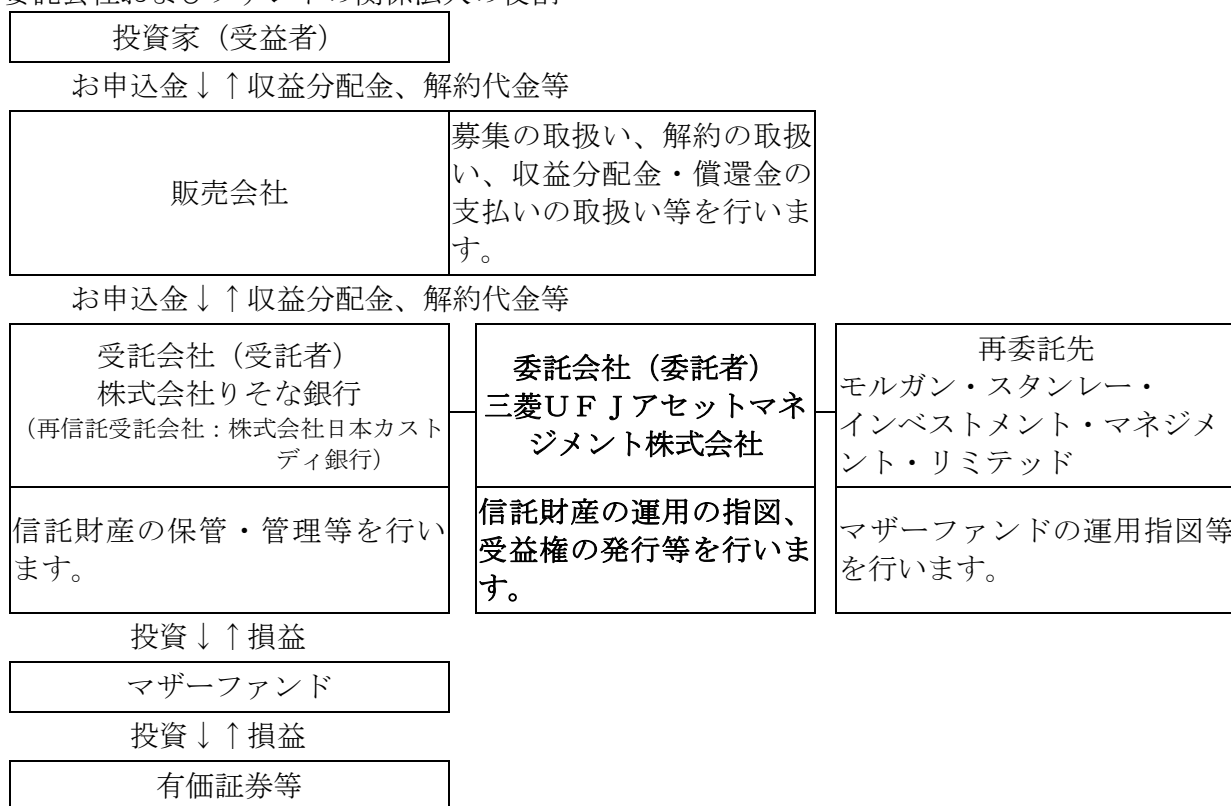 委託会社およびファンドの関係法人の役割
投資家（受益者）
お申込金↓↑収益分配金、解約代金等
販売会社
募集の取扱い、解約の取扱
い、収益分配金・償還金の
支払いの取扱い等を行いま
す。
お申込金↓↑収益分配金、解約代金等
受託会社（受託者）
株式会社りそな銀行
（再信託受託会社：株式会社日本カスト
ディ銀行）
委託会社（委託者）
三菱ＵＦＪアセットマネ
ジメント株式会社
再委託先
モルガン・スタンレー・
インベストメント・マネジメ
ント・リミテッド
信託財産の保管・管理等を行い
ます。
信託財産の運用の指図、
受益権の発行等を行いま
す。
マザーファンドの運用指図等
を行います。
投資↓↑損益
マザーファンド
投資↓↑損益
有価証券等